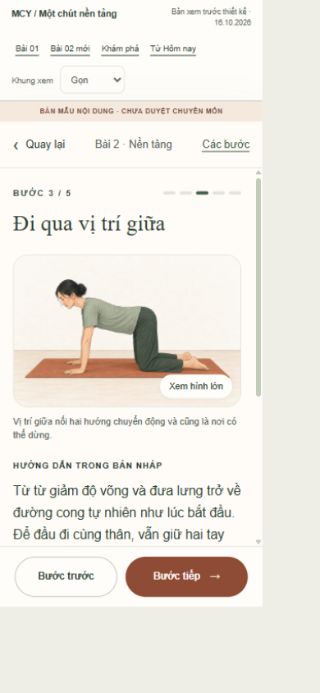 MCY / Một chút nền tảng
Bản xem trước thiết kế ·
16.10.2026
Bài 01
Bài 02 mới
Khám phá
Từ Hôm nay
Khung xem
Gọn
BẢN MẪU NỘI DUNG · CHƯA DUYỆT CHUYÊN MÔN
‹ Quay lại
Bài 2 · Nền tảng
Các bước
BƯỚC 3 / 5
Đi qua vị trí giữa
Xem hình lớn
Vị trí giữa nối hai hướng chuyển động và cũng là nơi có
thể dừng.
HƯỚNG DẪN TRONG BẢN NHÁP
Từ từ giảm độ võng và đưa lưng trở về
đường cong tự nhiên như lúc bắt đầu.
Để đầu đi cùng thân, vẫn giữ hai tay
Bước trước
Bước tiếp →